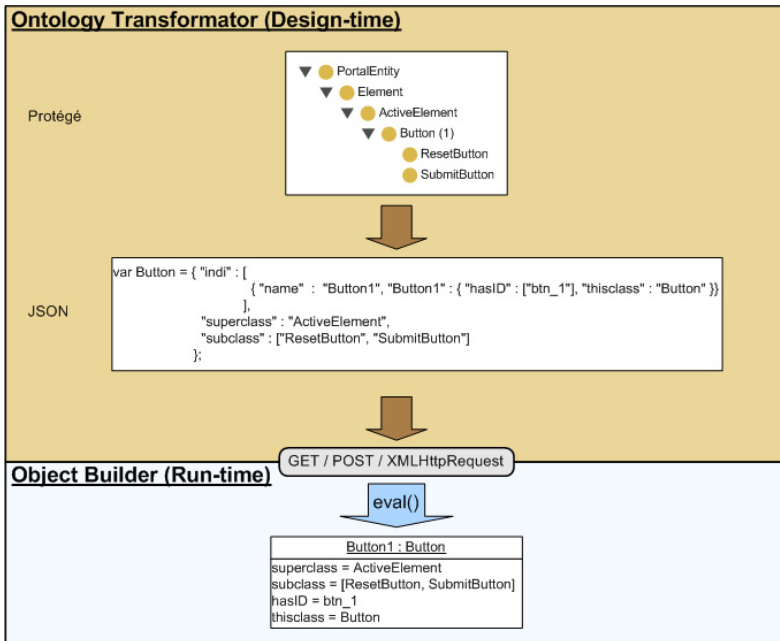 Ontology Transformator (Design-time)
PortalEntity
Element
ActiveElement
Protégé
Button (1)
ResetButton
SubmitButton
var Button = { "indi" : [
{ "name" : "Button1", "Button1" : { "hasID" : ["btn_1"], "thisclass" : "Button" }}
],
JSON
"superclass" : "ActiveElement",
"subclass" : ["ResetButton", "SubmitButton"]
};
GET / POST / XMLHttpRequest
Object Builder (Run-time)
eval()
Button1 : Button
superclass = ActiveElement
subclass = [ResetButton, SubmitButton]
hasID = btn_1
thisclass = Button